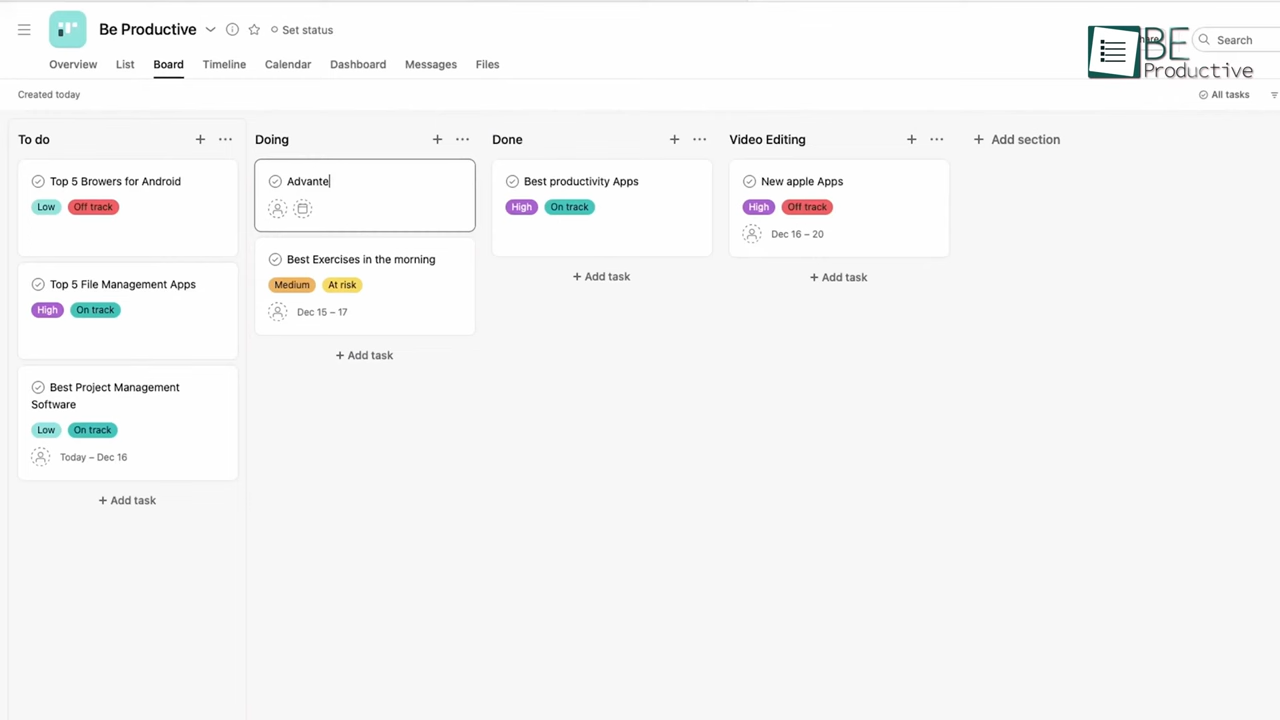 Be Productive
Set status
Search
BE
Productive
Overview
List
Board
Timeline
Calendar
Dashboard
Messages
Files
Created today
All tasks
To do
Top 5 Browers for Android
Low
Off track
Top 5 File Management Apps
High
On track
Best Project Management
Software
Low
On track
Today – Dec 16
+ Add task
Doing
Advante
Best Exercises in the morning
Medium
At risk
Dec 15 – 17
+ Add task
Done
Best productivity Apps
High
On track
+ Add task
Video Editing
New apple Apps
High
Off track
Dec 16 – 20
+ Add task
+ Add section